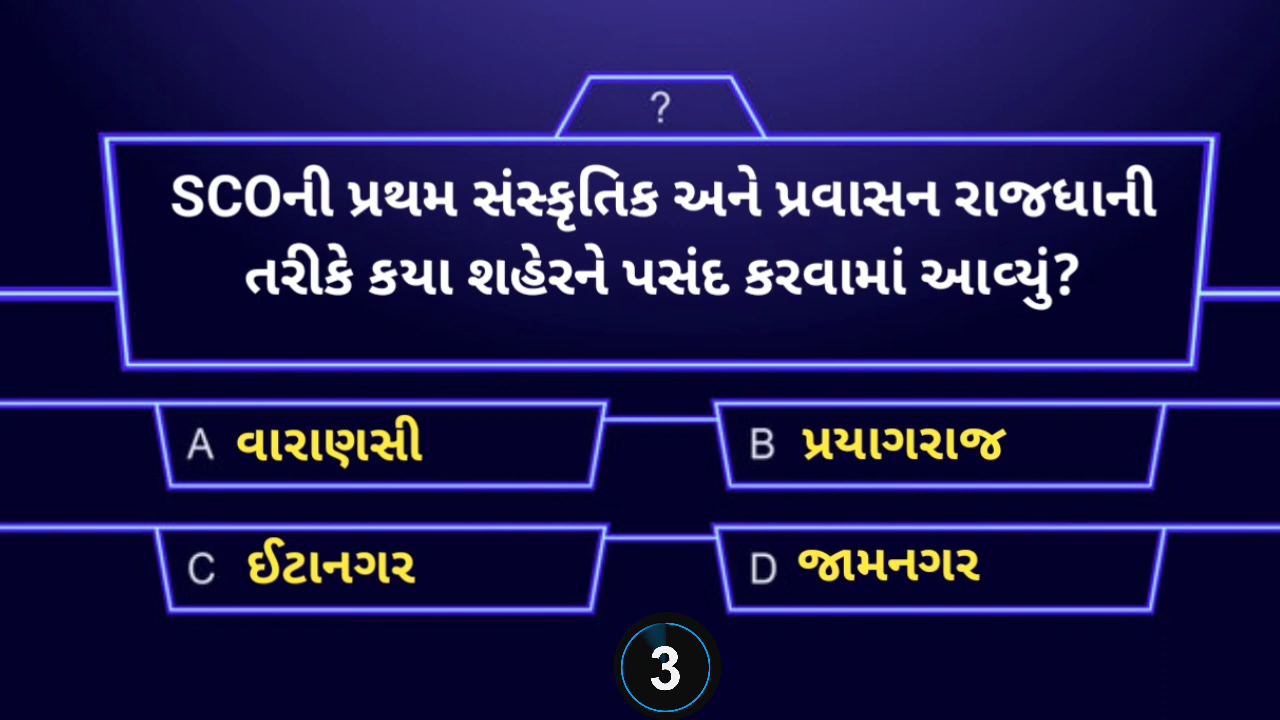 ?
SCOની પ્રથમ સંસ્કૃતિક અને પ્રવાસન રાજધાની
તરીકે કયા શહેરને પસંદ કરવામાં આવ્યું?
A વારાણસી
B પ્રયાગરાજ
C ઈટાનગર
D જામનગર
3